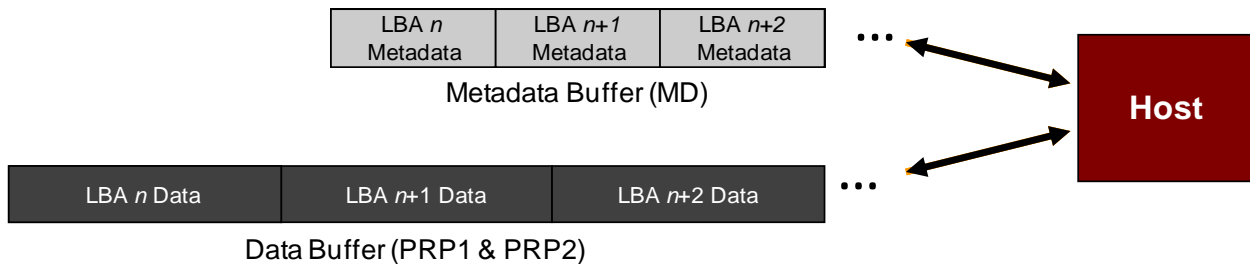 LBA n Metadata
LBA n+1 Metadata
LBA n+2 Metadata
...
Metadata Buffer (MD)
Host
LBA n Data
LBA n+1 Data
LBA n+2 Data
...
Data Buffer (PRP1 & PRP2)